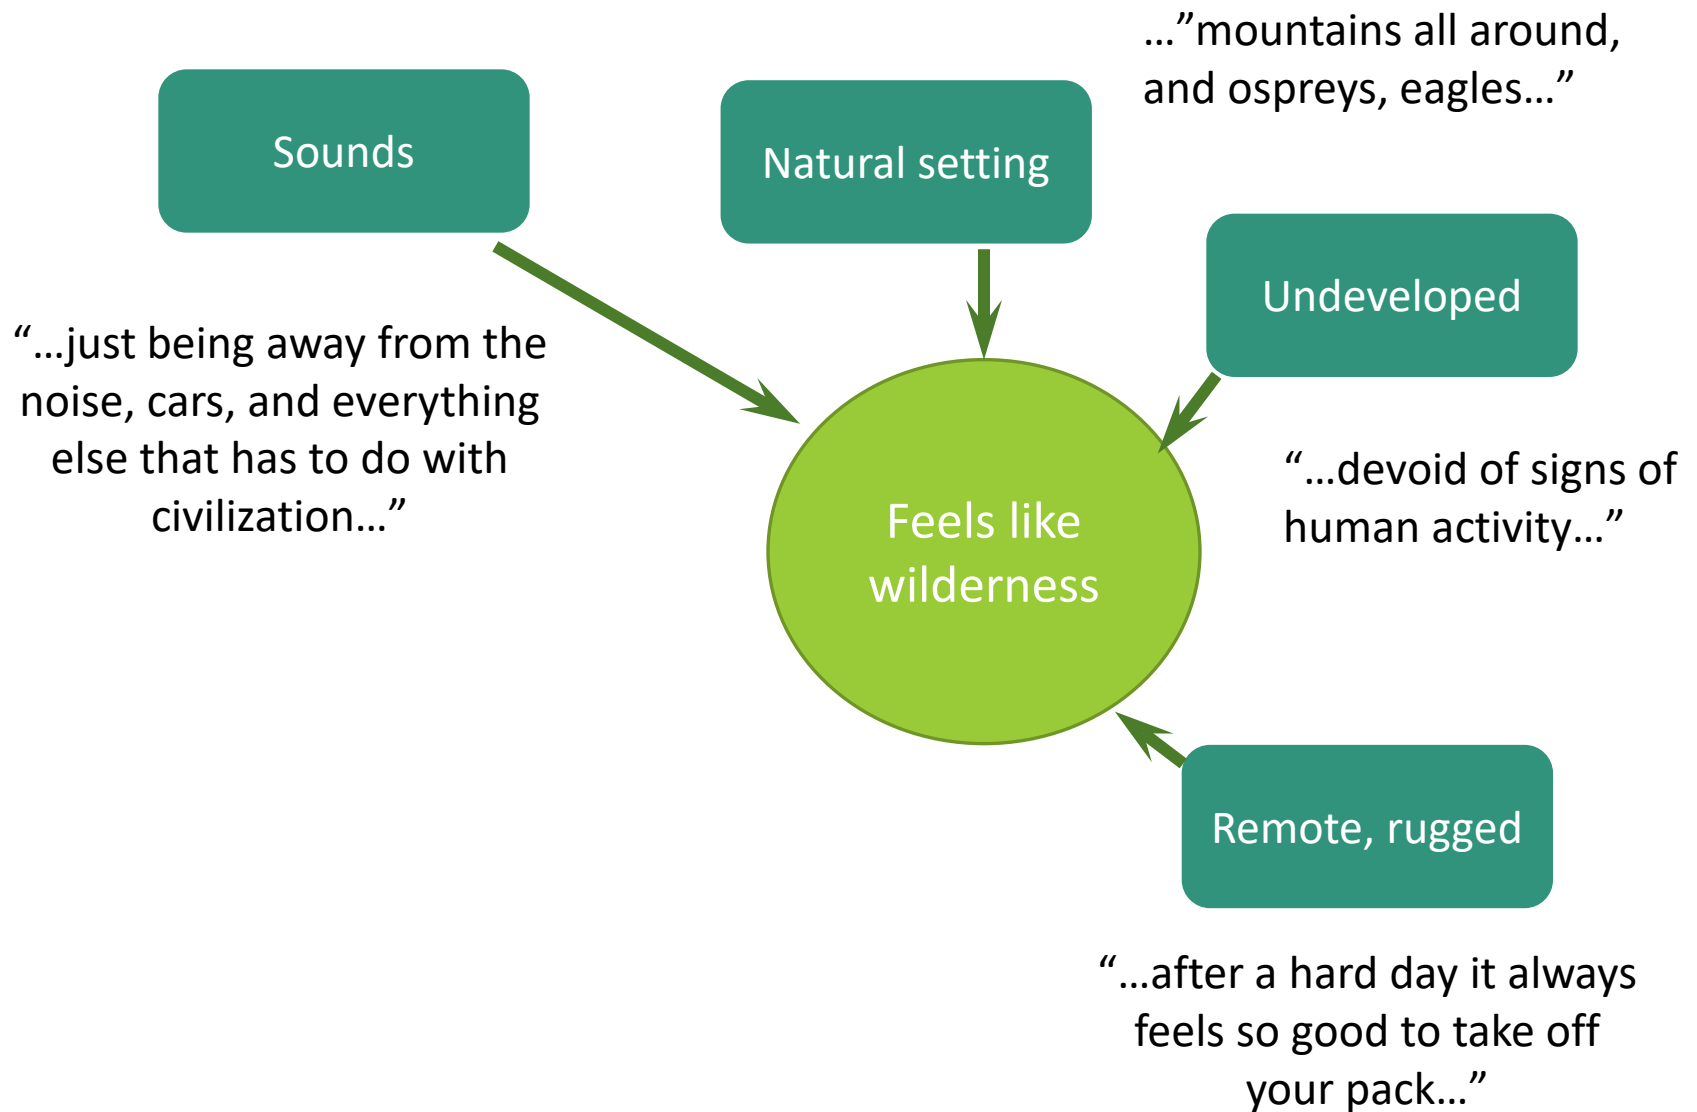 …”mountains all around,
and ospreys, eagles…”
Sounds
Natural setting
Undeveloped
“…just being away from the
noise, cars, and everything
else that has to do with
civilization…”
“…devoid of signs of
human activity…”
Feels like
wilderness
Remote, rugged
“…after a hard day it always
feels so good to take off
your pack…”